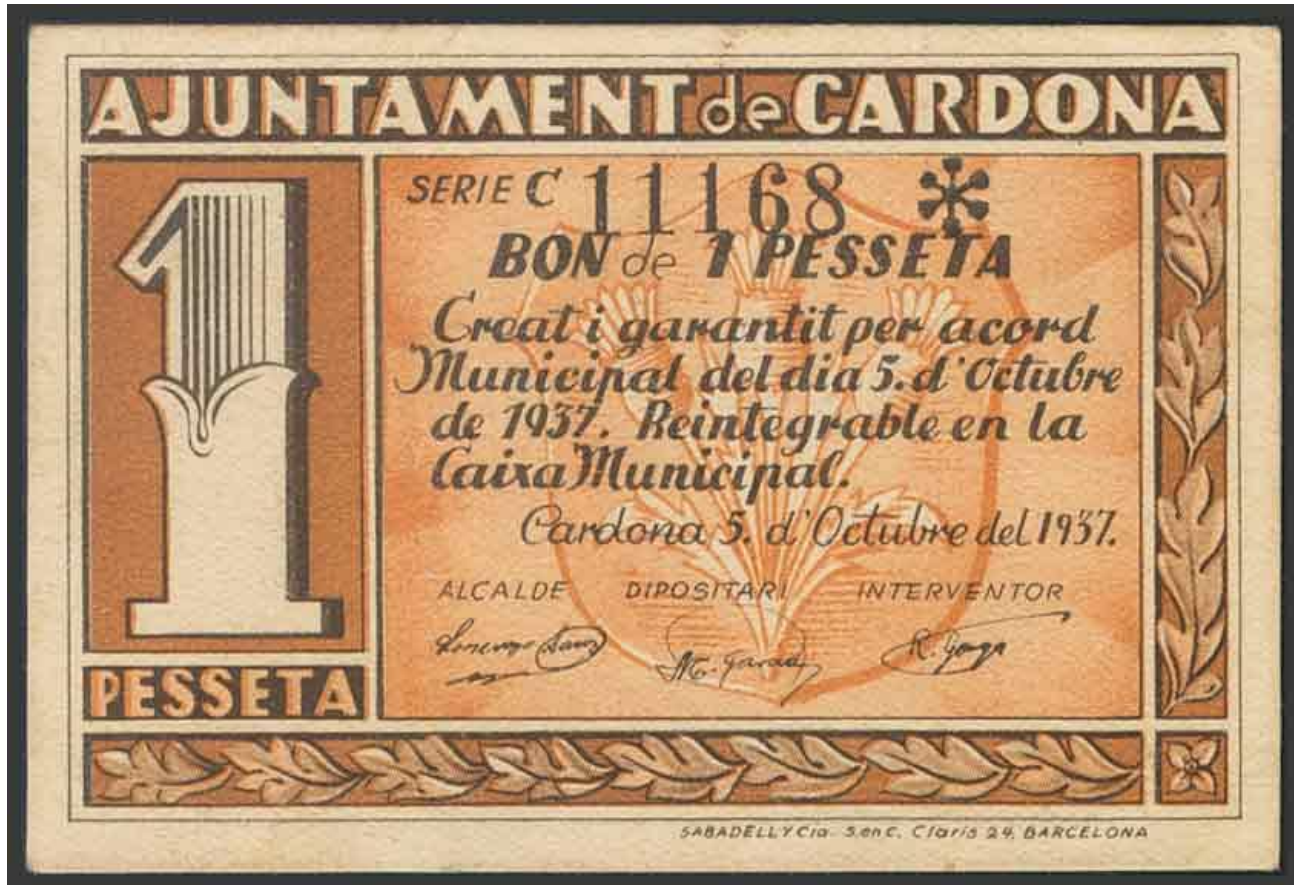 AJUNTAMENT de CARDONA
1
PESSETA
SERIE C 11168 *
BON de 1 PESSETA
Creat i garantit per acord
Municipal del dia 5. d'Octubre
de 1937. Reintegrable en la
Caixa Municipal.
Cardona 5. d'Octubre del 1937.
ALCALDE DIPOSITARI INTERVENTOR
Lorenzo Sanz
SABADELL Y Cia. S. en C. Claris 24. BARCELONA